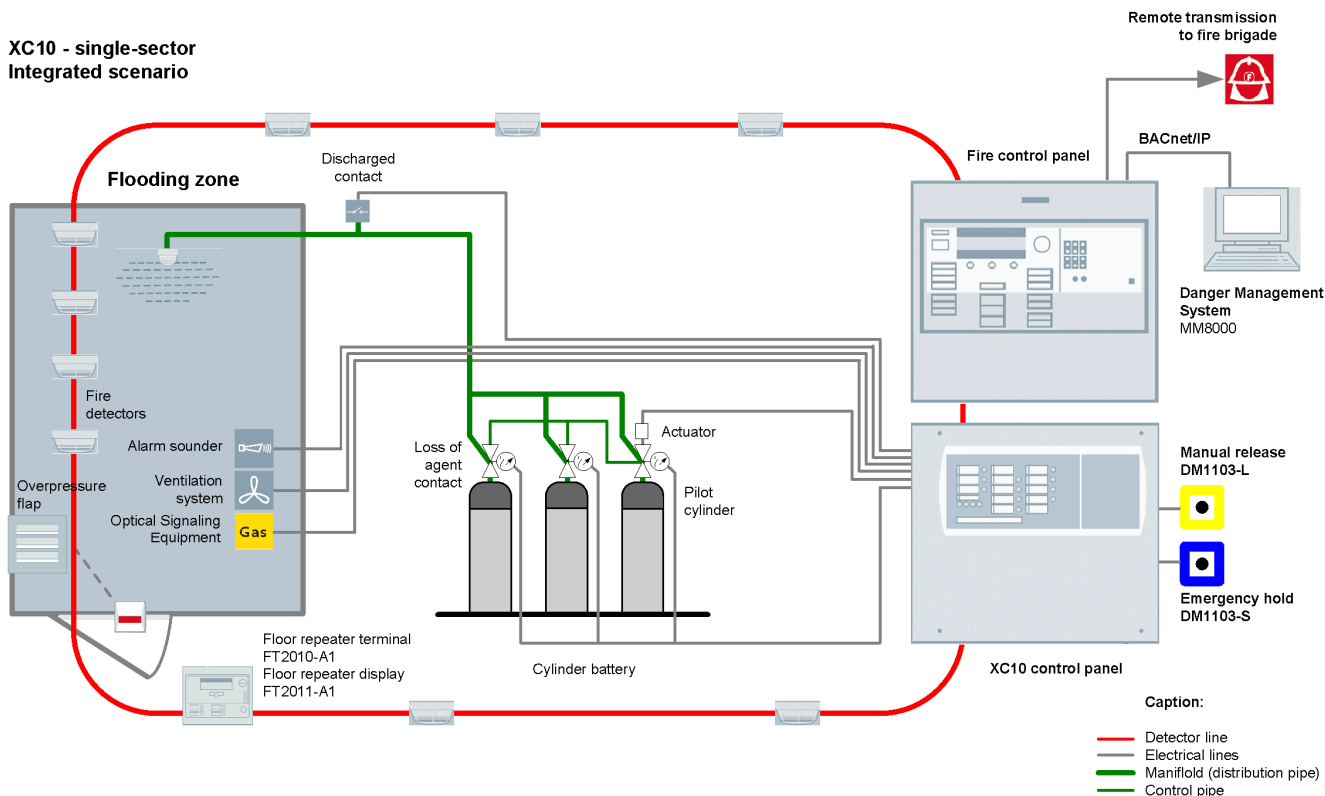 XC10 - single-sector
Integrated scenario
Remote transmission
to fire brigade
F
BACnet/IP
Fire control panel
Discharged
contact
Flooding zone
Danger Management
System
MM8000
Fire
detectors
Alarm sounder
Ventilation
system
Optical Signaling
Equipment
Gas
Overpressure
flap
Loss of
agent
contact
Actuator
Pilot
cylinder
Manual release
DM1103-L
Emergency hold
DM1103-S
Floor repeater terminal
FT2010-A1
Floor repeater display
FT2011-A1
Cylinder battery
XC10 control panel
Caption:
Detector line
Electrical lines
Maniflold (distribution pipe)
Control pipe